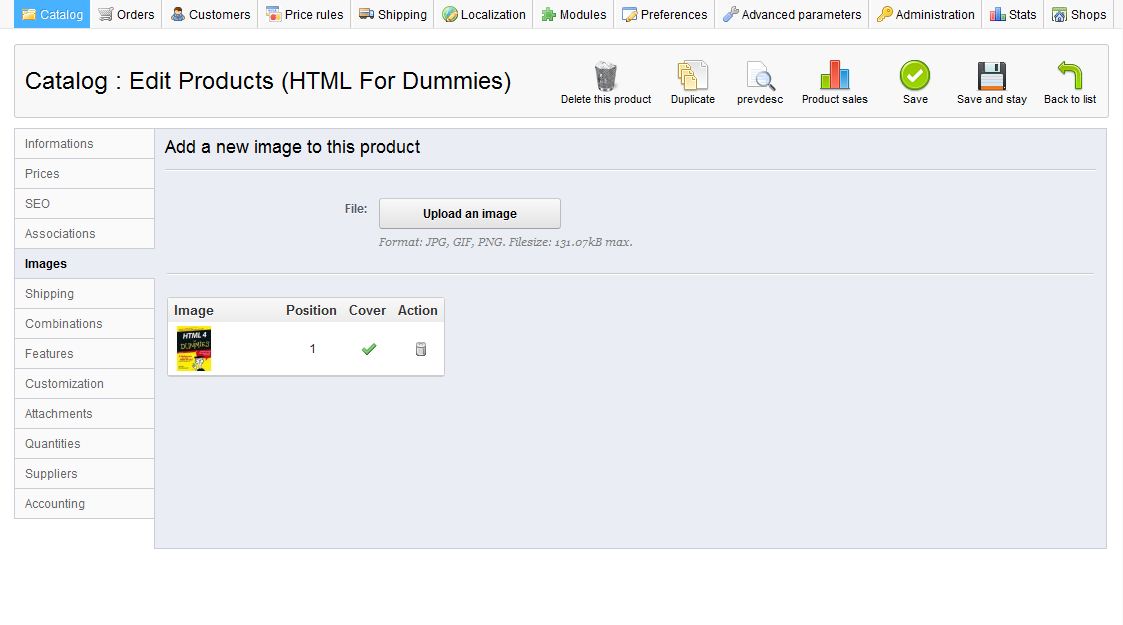 Catalog Orders Customers Price rules Shipping Localization Modules Preferences Advanced parameters Administration Stats Shops
Catalog : Edit Products (HTML For Dummies)
Delete this product Duplicate prevdesc Product sales Save Save and stay Back to list
Informations
Prices
SEO
Associations
Images
Shipping
Combinations
Features
Customization
Attachments
Quantities
Suppliers
Accounting
Add a new image to this product
File: Upload an image
Format: JPG, GIF, PNG. Filesize: 131.07kB max.
Image Position Cover Action
HTML 4
DUMMIES
1